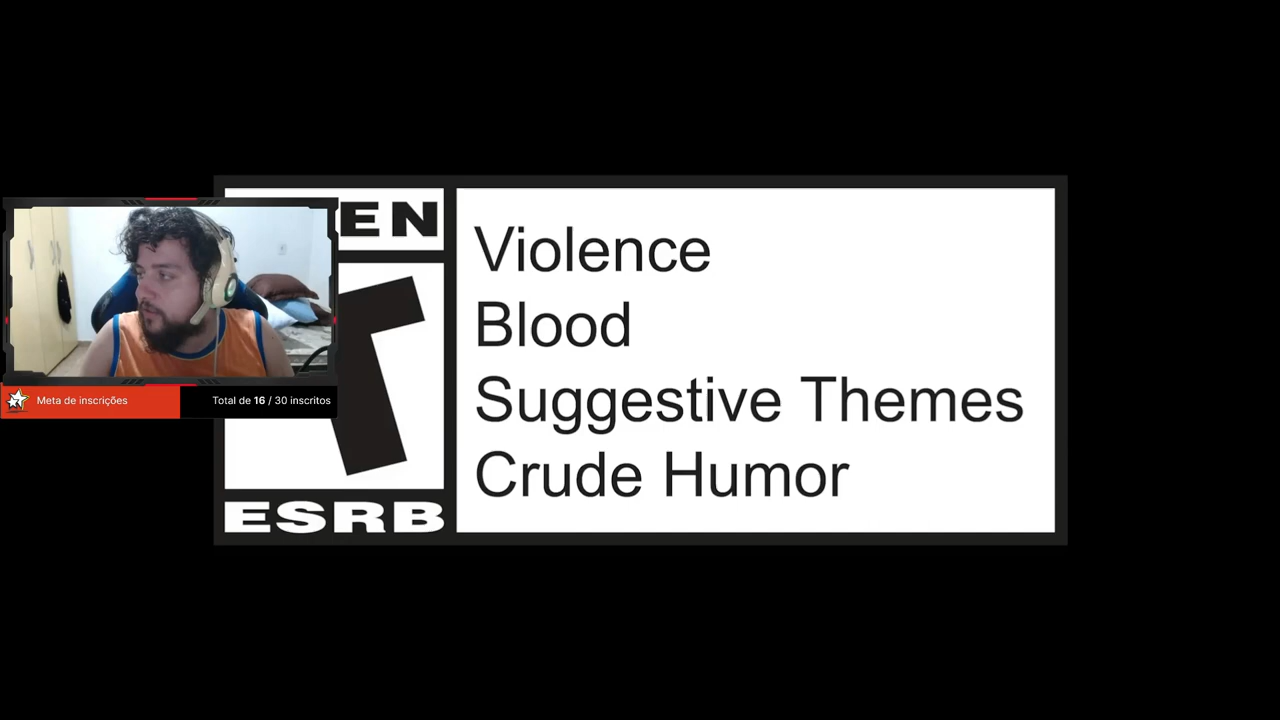 EN
ESRB
Violence
Blood
Suggestive Themes
Crude Humor
Meta de inscrições
Total de 16 / 30 inscritos